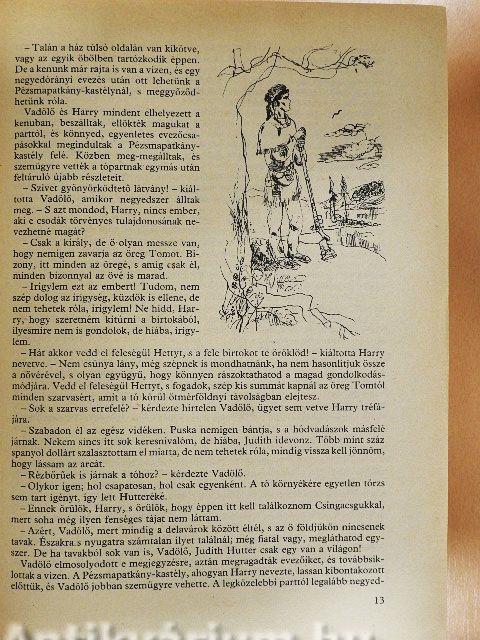 – Talán a ház túlsó oldalán van kikötve,
vagy az egyik öbölben tartózkodik éppen.
De a kenunk már rajta is van a vizen, és egy
negyedórányi evezés után ott lehetünk a
Pézsmapatkány-kastélynál, s meggyőződ-
hetünk róla.
Vadölő és Harry mindent elhelyezett a
kenuban, beszálltak, ellökték magukat a
parttól, és könnyed, egyenletes evezőcsa-
pásokkal megindultak a Pézsmapatkány-
kastély felé. Közben meg-megálltak, és
szemügyre vették a tópartnak egymás után
feltáruló újabb részleteit.
– Szívet gyönyörködtető látvány! – kiál-
totta Vadölő, amikor negyedszer álltak
meg. – S azt mondod, Harry, nincs ember,
aki e csodák törvényes tulajdonosának ne-
vezhetné magát?
– Csak a király, de ő olyan messze van,
hogy nemigen zavarja az öreg Tomot. Bi-
zony, itt minden az öregé, s amig csak él,
minden bizonnyal az övé is marad.
– Irigylem ezt az embert! Tudom, nem
szép dolog az irigység, küzdök is ellene, de
nem tehetek róla, irigylem! Ne hidd, Har-
ry, hogy szeretném kitúrni a birtokából,
ilyesmire nem is gondolok, de hiába, irigy-
lem.
– Hát akkor vedd el feleségül Hettyt, s a fele birtokot te öröklöd! – kiáltotta Harry
nevetve. – Nem csúnya lány, még szépnek is mondhatnánk, ha nem hasonlítjuk össze
a nővérével, s olyan együgyű, hogy könnyen rászoktathatod a magad gondolkodás-
módjára. Vedd el feleségül Hettyt, s fogadok, szép kis summát kapnál az öreg Tomtól
minden szarvasért, amit a tó körül ötmérföldnyi távolságban elejtesz.
– Sok a szarvas errefelé? – kérdezte hirtelen Vadölő, ügyet sem vetve Harry tréfá-
jára.
– Szabadon él az egész vidéken. Puska nemigen bántja, s a hódvadászok másfelé
járnak. Nekem sincs itt sok keresnivalóm, de hiába, Judith idevonz. Több mint száz
spanyol dollárt szalasztottam el miatta, de nem tehetek róla, mindig vissza kell jönnöm,
hogy lássam az arcát.
– Rézbőrűek is járnak a tóhoz? – kérdezte Vadölő.
– Olykor igen; hol csapatosan, hol csak egyenként. A tó környékére egyetlen törzs
sem tart igényt, így lett Hutteréké.
– Ennek örülök, Harry, s örülök, hogy éppen itt kell találkoznom Csingacsgukkal,
mert soha még ilyen fenséges tájat nem láttam.
– Azért, Vadölő, mert mindig a delavárok között éltél, s az ő földjükön nincsenek
tavak. Északra s nyugatra számtalan ilyet találnál; még fiatal vagy, megláthatod egy-
szer. De ha tavakból sok van is, Vadölő, Judith Hutter csak egy van a világon!
Vadölő elmosolyodott e megjegyzésre, aztán megragadták evezőiket, és továbbsik-
lottak a vizen. A Pézsmapatkány-kastély, ahogyan Harry nevezte, lassan kibontakozott
előttük, és Vadölő jobban szemügyre vehette. A legközelebbi parttól legalább negyed-
13